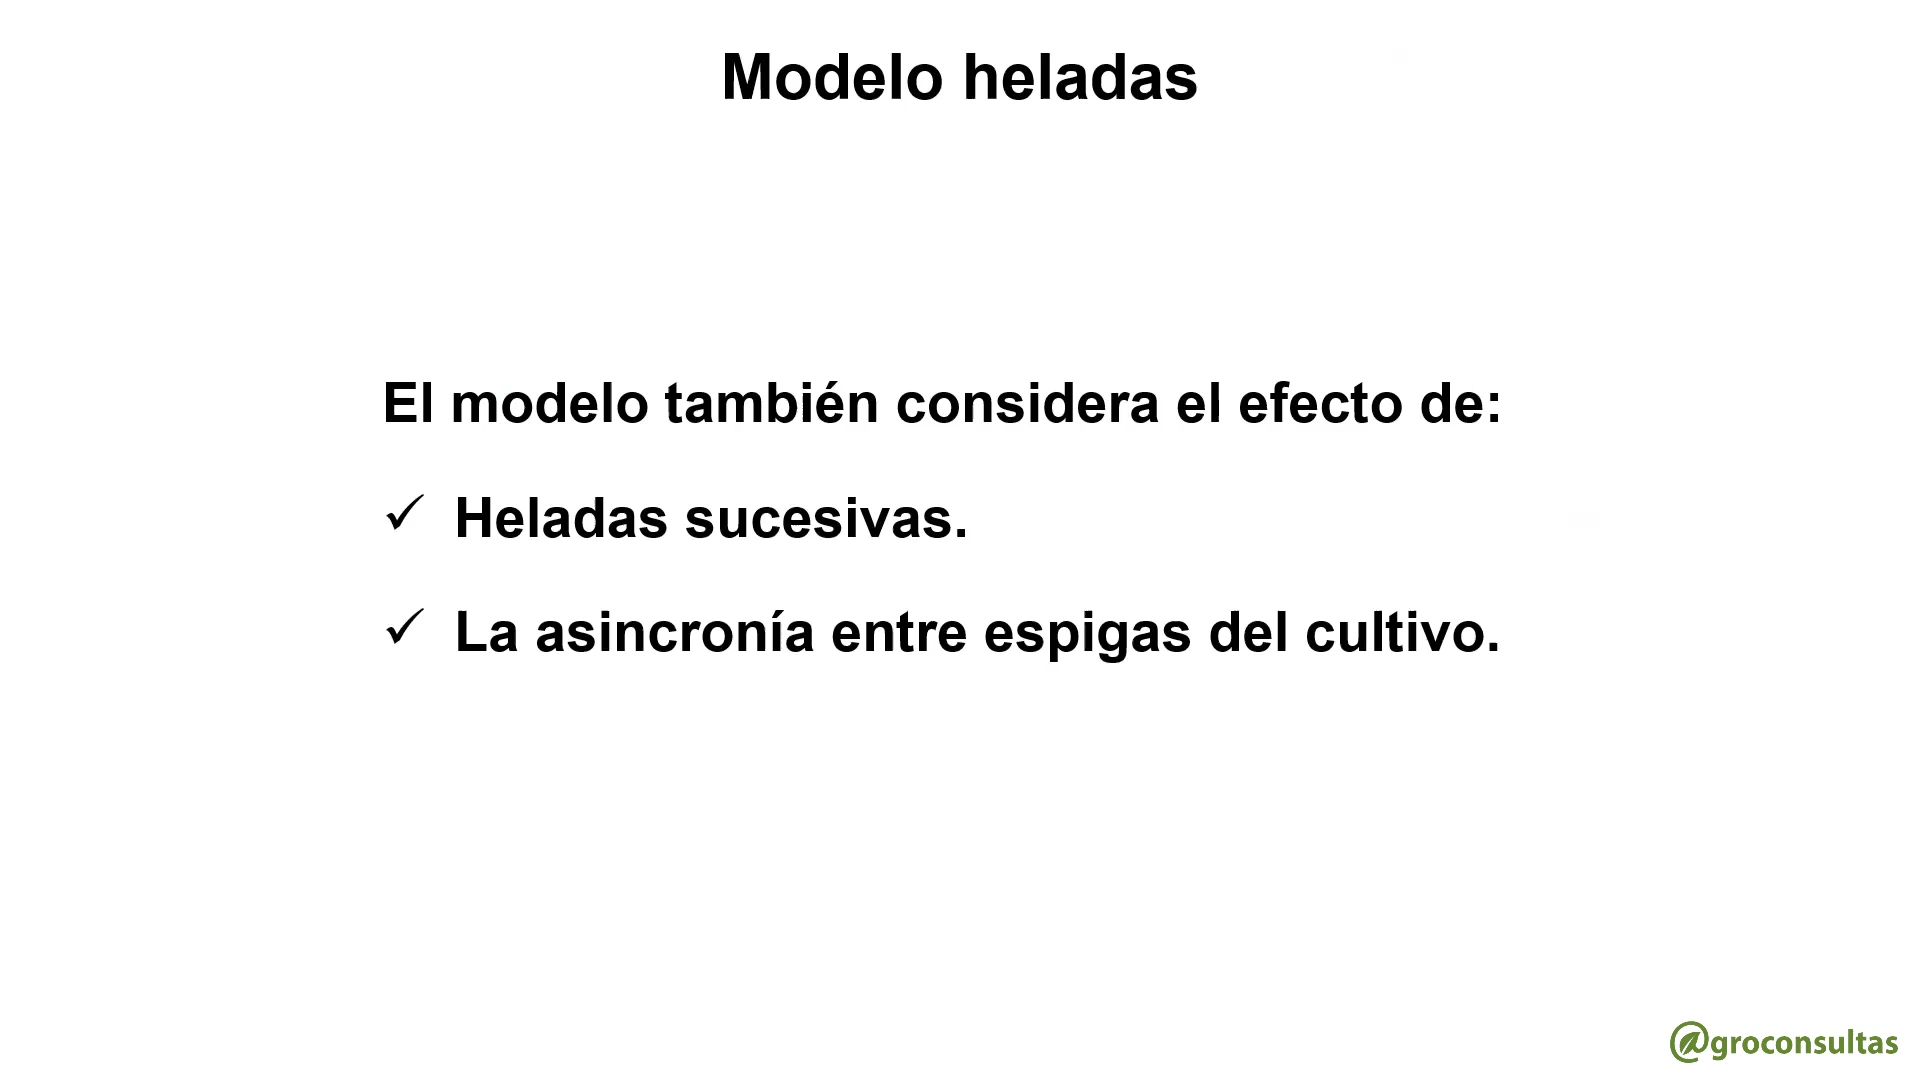 Modelo heladas
El modelo también considera el efecto de:
✓ Heladas sucesivas.
✓ La asincronía entre espigas del cultivo.
@groconsultas